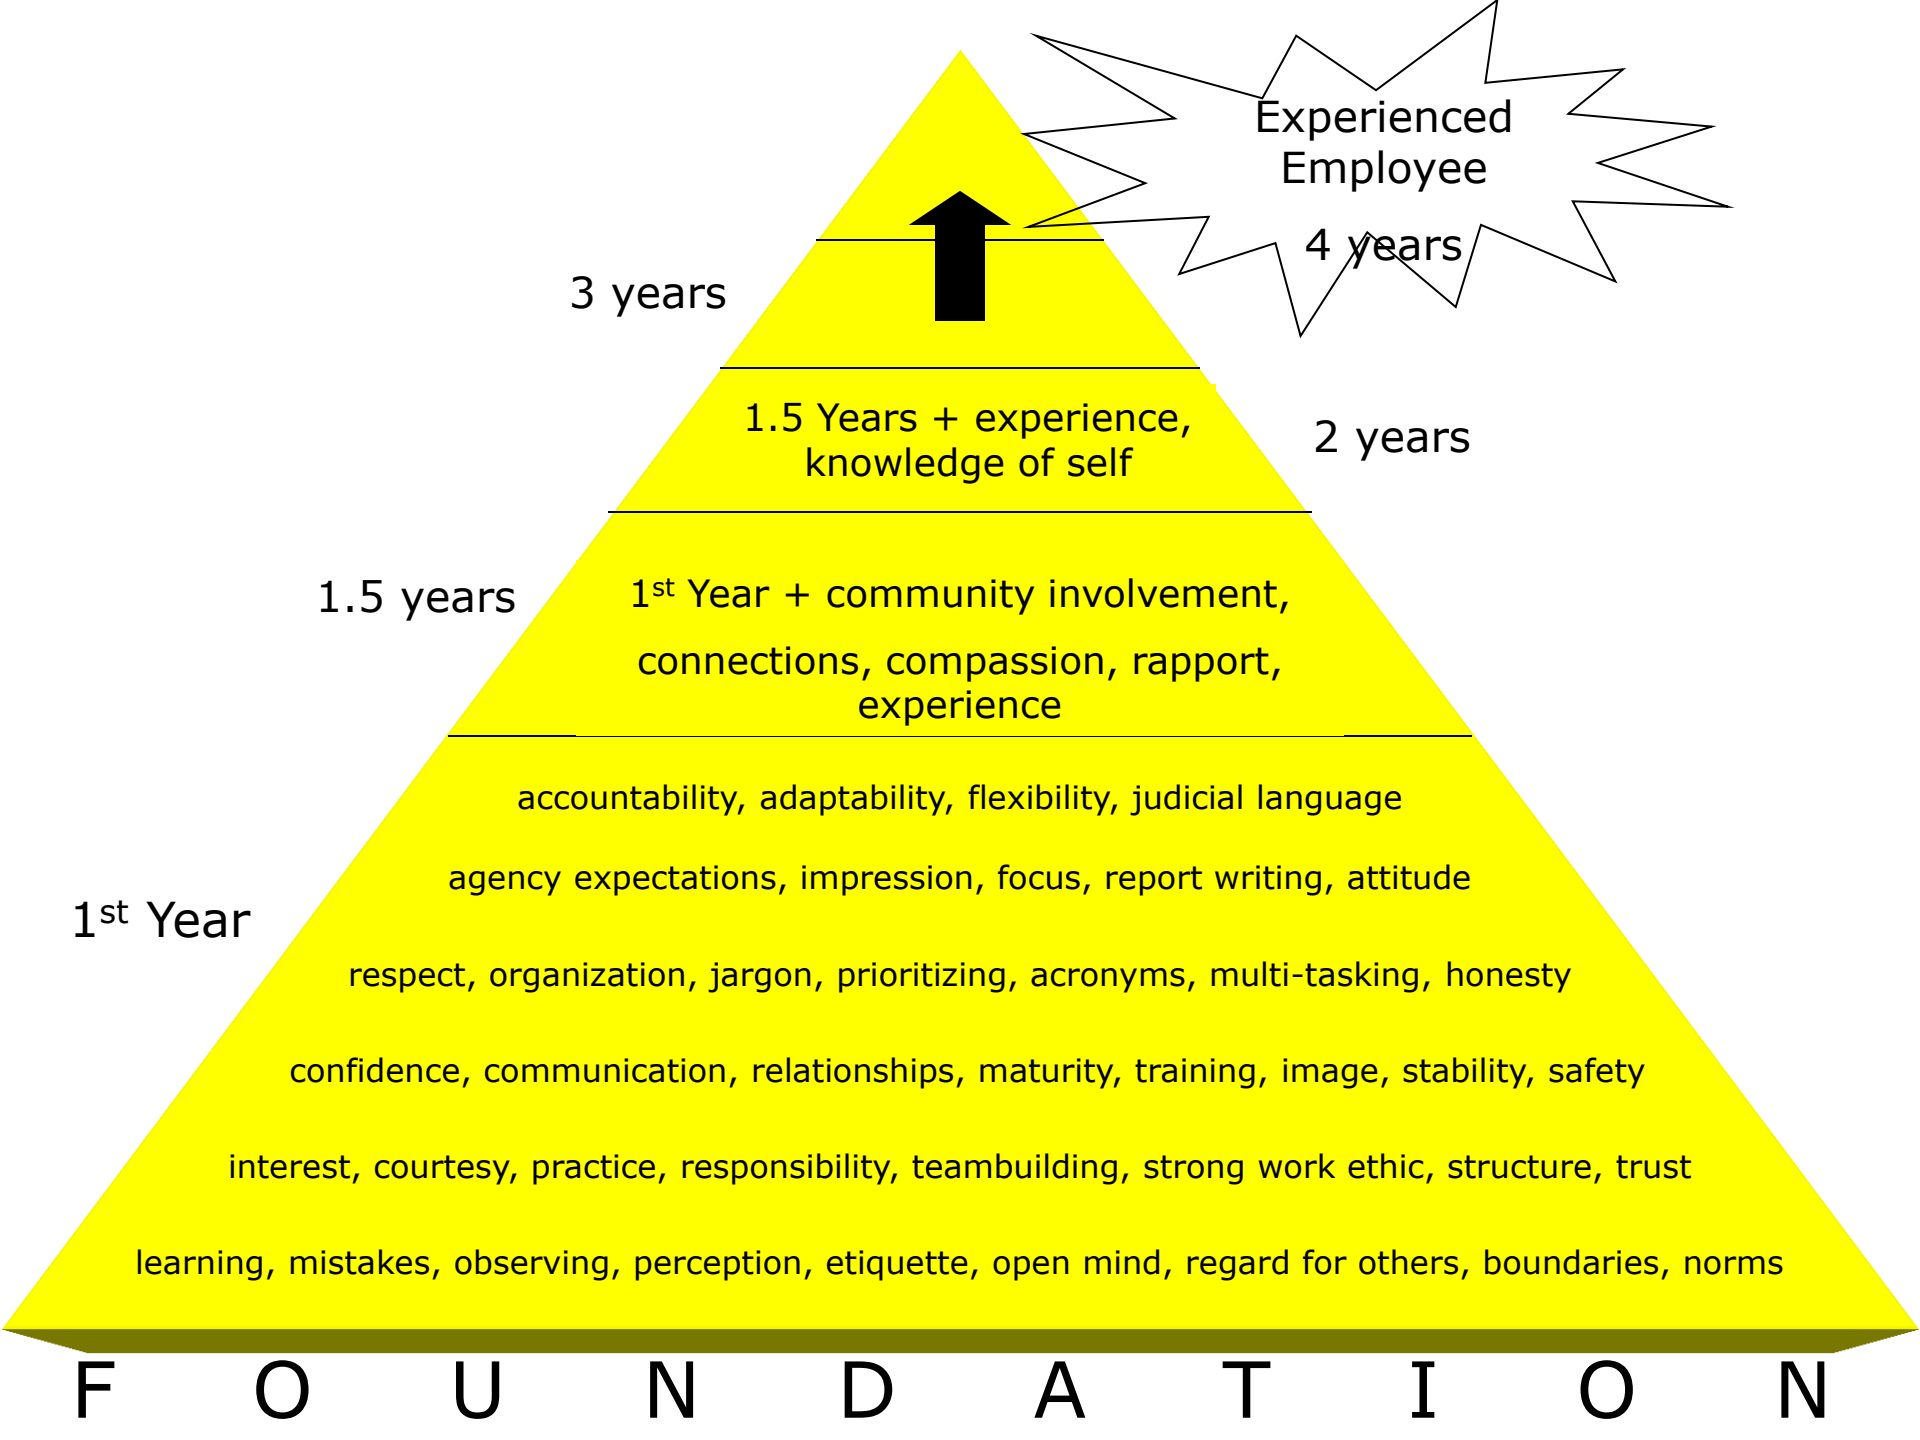 Experienced
Employee
4 years
3 years
1.5 Years + experience,
knowledge of self
2 years
1.5 years
1st Year + community involvement,
connections, compassion, rapport,
experience
accountability, adaptability, flexibility, judicial language
agency expectations, impression, focus, report writing, attitude
1st Year
respect, organization, jargon, prioritizing, acronyms, multi-tasking, honesty
confidence, communication, relationships, maturity, training, image, stability, safety
interest, courtesy, practice, responsibility, teambuilding, strong work ethic, structure, trust
learning, mistakes, observing, perception, etiquette, open mind, regard for others, boundaries, norms
F O U N D A T I O N